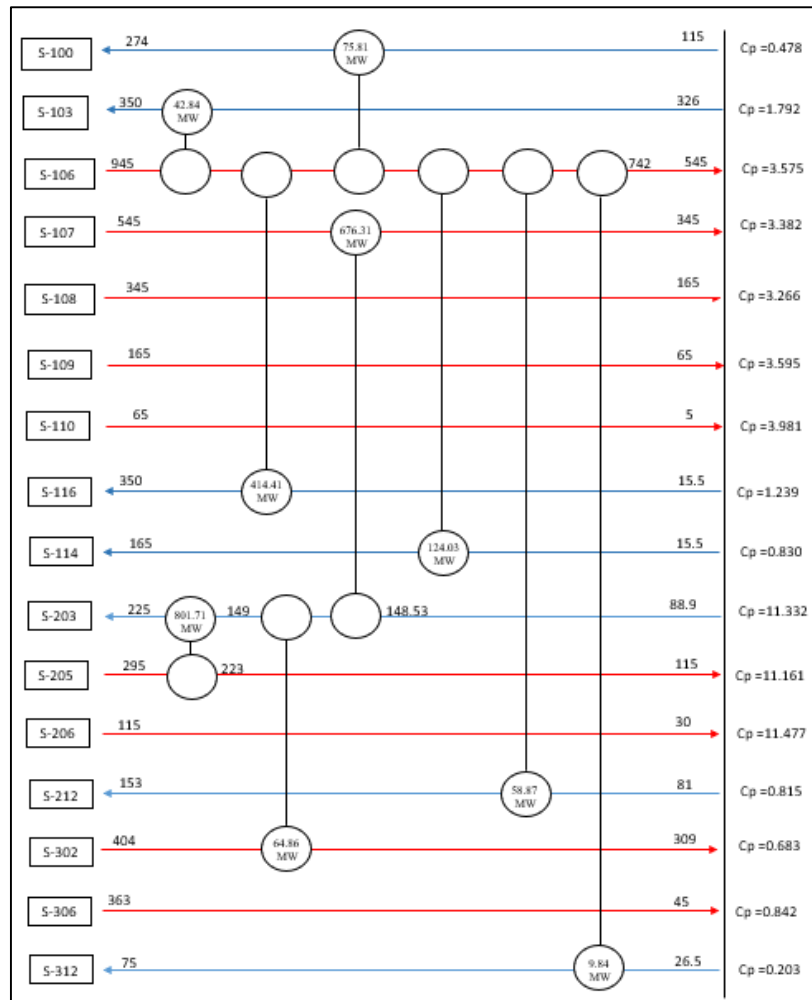 274 115
S-100 75.81 MW Cp =0.478
350 326
S-103 42.84 MW Cp =1.792
945 742 545
S-106 Cp =3.575
545 345
S-107 676.31 MW Cp =3.382
345 165
S-108 Cp =3.266
165 65
S-109 Cp =3.595
65 5
S-110 Cp =3.981
350 15.5
S-116 414.41 MW Cp =1.239
165 15.5
S-114 124.03 MW Cp =0.830
225 149 148.53 88.9
S-203 801.71 MW Cp =11.332
295 223 115
S-205 Cp =11.161
115 30
S-206 Cp =11.477
153 81
S-212 58.87 MW Cp =0.815
404 309
S-302 64.86 MW Cp =0.683
363 45
S-306 Cp =0.842
75 26.5
S-312 9.84 MW Cp =0.203